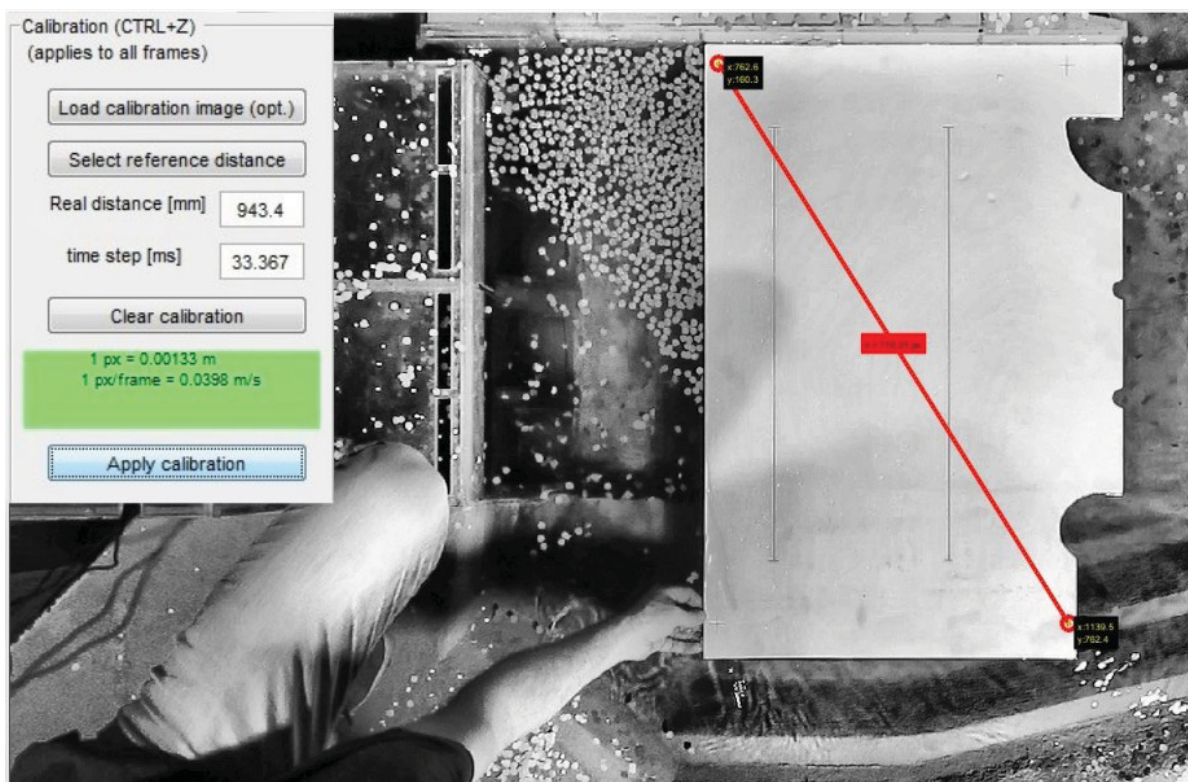 Calibration (CTRL+Z)
(applies to all frames)
Load calibration image (opt.)
Select reference distance
Real distance [mm]
943.4
time step [ms]
33.367
Clear calibration
1 px = 0.00133 m
1 px/frame = 0.0398 m/s
Apply calibration
x:762.6
y:160.3
x:1139.5
y:762.4